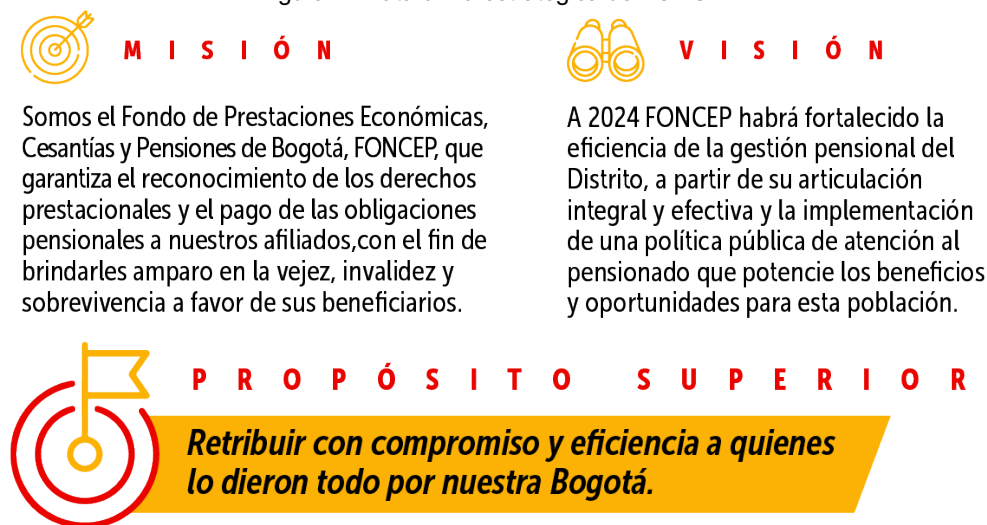 MISIÓN
Somos el Fondo de Prestaciones Económicas,
Cesantías y Pensiones de Bogotá, FONCEP, que
garantiza el reconocimiento de los derechos
prestacionales y el pago de las obligaciones
pensionales a nuestros afiliados,con el fin de
brindarles amparo en la vejez, invalidez y
sobrevivencia a favor de sus beneficiarios.
VISIÓN
A 2024 FONCEP habrá fortalecido la
eficiencia de la gestión pensional del
Distrito, a partir de su articulación
integral y efectiva y la implementación
de una política pública de atención al
pensionado que potencie los beneficios
y oportunidades para esta población.
PROPÓSITO SUPERIOR
Retribuir con compromiso y eficiencia a quienes
lo dieron todo por nuestra Bogotá.